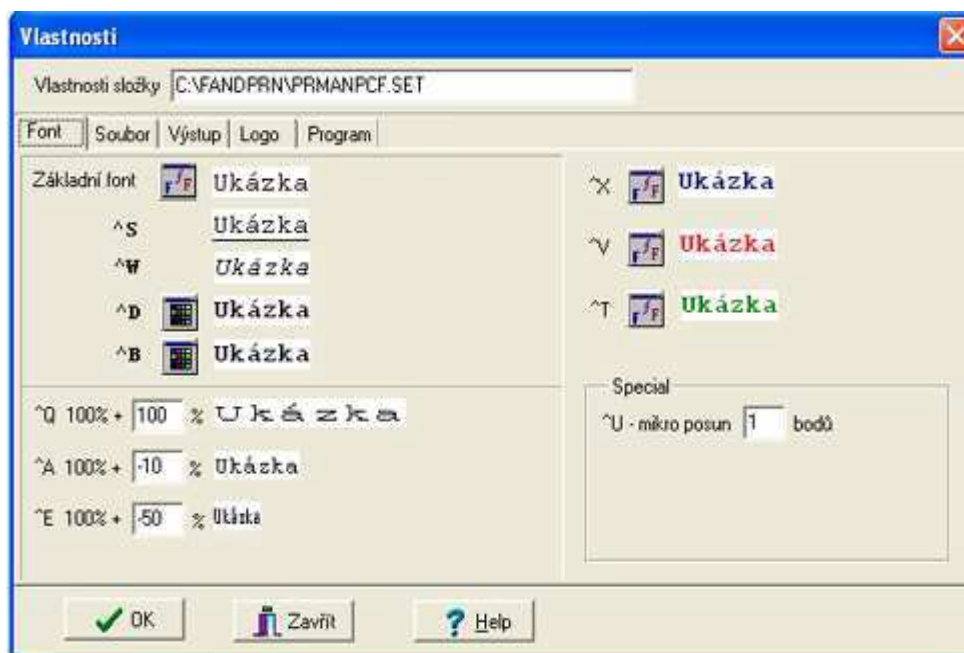 Vlastnosti
Vlastnosti složky C:\FANDPRN\PRMANPCF.SET
Font Soubor Výstup Logo Program
Základní font Ukázka
^S Ukázka
^W Ukázka
^D Ukázka
^B Ukázka
^Q 100% + 100 % Ukázka
^A 100% + -10 % Ukázka
^E 100% + -50 % Ukázka
^X Ukázka
^V Ukázka
^T Ukázka
Special
^U - mikro posun 1 bodů
OK Zavřít Help